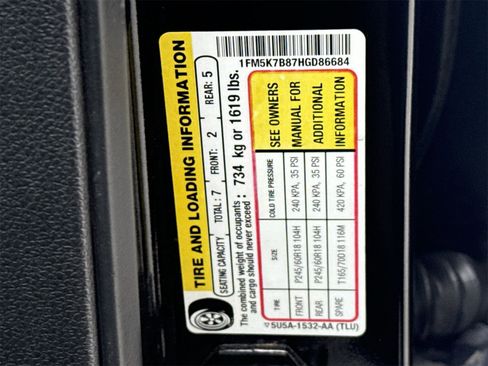 TIRE AND LOADING INFORMATION
SEATING CAPACITY TOTAL: 7 FRONT: 2 REAR: 5
The combined weight of occupants
and cargo should never exceed : 734 kg or 1619 lbs.
1FM5K7B87HGD86684
TIRE SIZE COLD TIRE PRESSURE SEE OWNERS
FRONT P245/60R18 104H 240 KPA, 35 PSI MANUAL FOR
REAR P245/60R18 104H 240 KPA, 35 PSI ADDITIONAL
SPARE T165/70D18 116M 420 KPA, 60 PSI INFORMATION
5U5A-1532-AA (TLU)